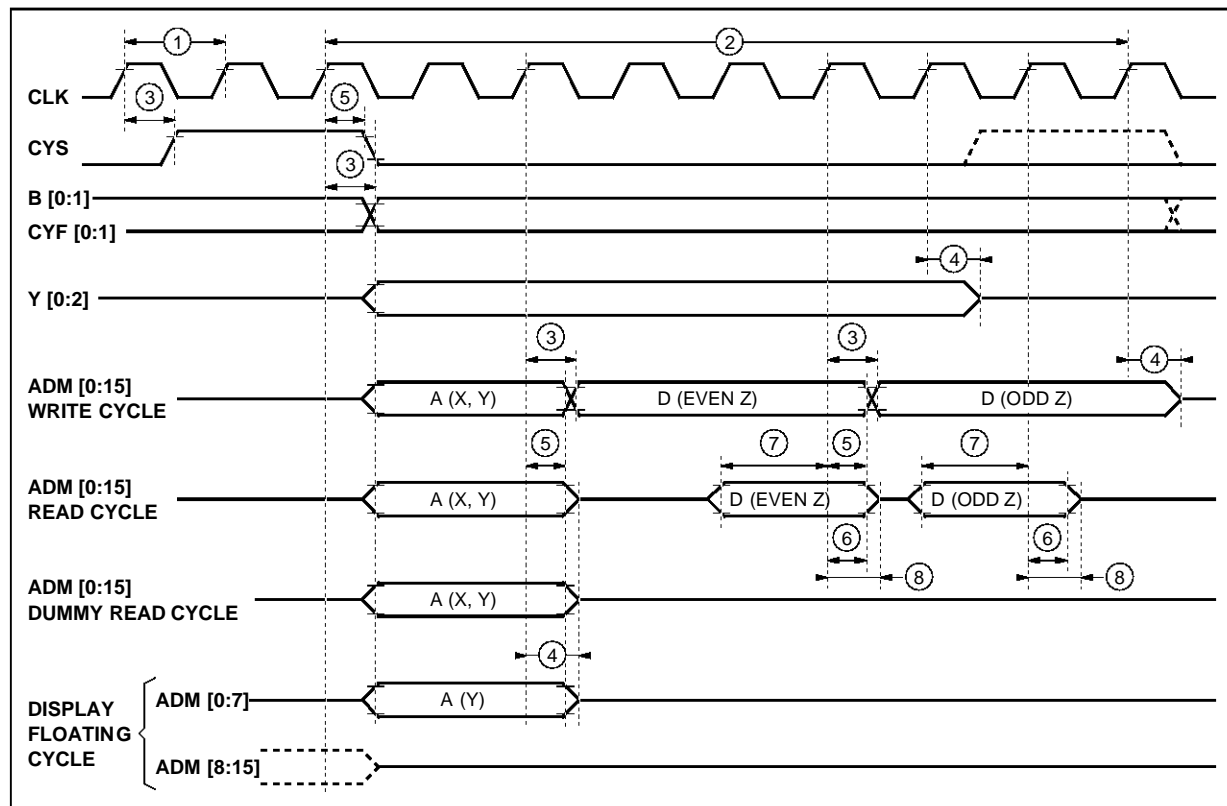 1
2
CLK
3
5
CYS
3
B [0:1]
CYF [0:1]
4
Y [0:2]
3
3
4
ADM [0:15]
WRITE CYCLE
A (X, Y)
D (EVEN Z)
D (ODD Z)
5
7
5
7
ADM [0:15]
READ CYCLE
A (X, Y)
D (EVEN Z)
D (ODD Z)
6
6
8
8
ADM [0:15]
DUMMY READ CYCLE
A (X, Y)
4
DISPLAY
FLOATING
CYCLE
ADM [0:7]
A (Y)
ADM [8:15]